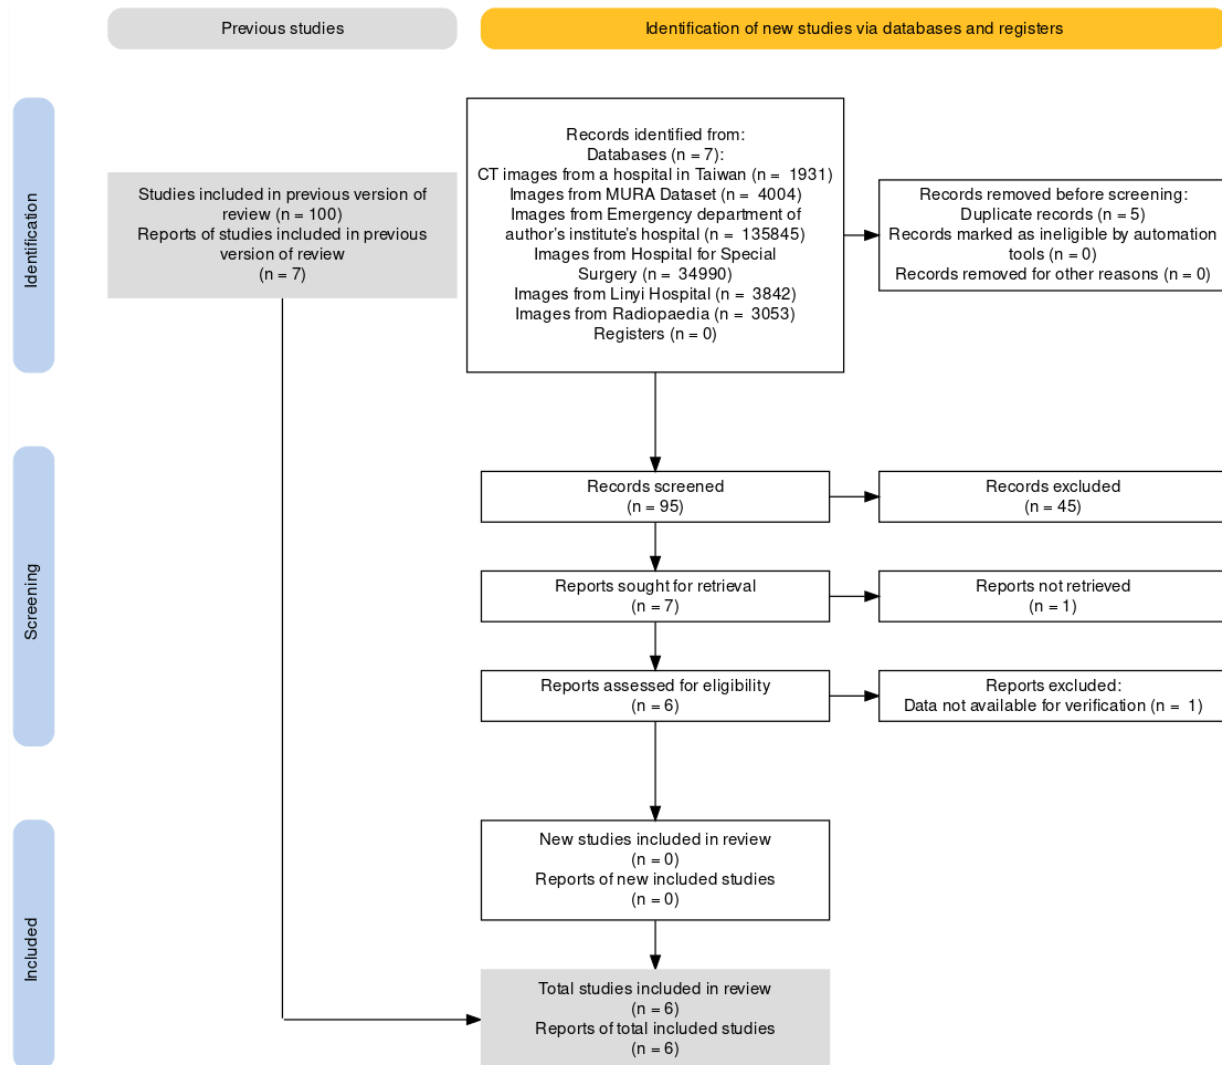 Previous studies
Identification of new studies via databases and registers
Identification
Studies included in previous version of
review (n = 100)
Reports of studies included in previous
version of review
(n = 7)
Records identified from:
Databases (n = 7):
CT images from a hospital in Taiwan (n = 1931)
Images from MURA Dataset (n = 4004)
Images from Emergency department of
author's institute's hospital (n = 135845)
Images from Hospital for Special
Surgery (n = 34990)
Images from Linyi Hospital (n = 3842)
Images from Radiopaedia (n = 3053)
Registers (n = 0)
Records removed before screening:
Duplicate records (n = 5)
Records marked as ineligible by automation
tools (n = 0)
Records removed for other reasons (n = 0)
Screening
Records screened
(n = 95)
Records excluded
(n = 45)
Reports sought for retrieval
(n = 7)
Reports not retrieved
(n = 1)
Reports assessed for eligibility
(n = 6)
Reports excluded:
Data not available for verification (n = 1)
Included
New studies included in review
(n = 0)
Reports of new included studies
(n = 0)
Total studies included in review
(n = 6)
Reports of total included studies
(n = 6)